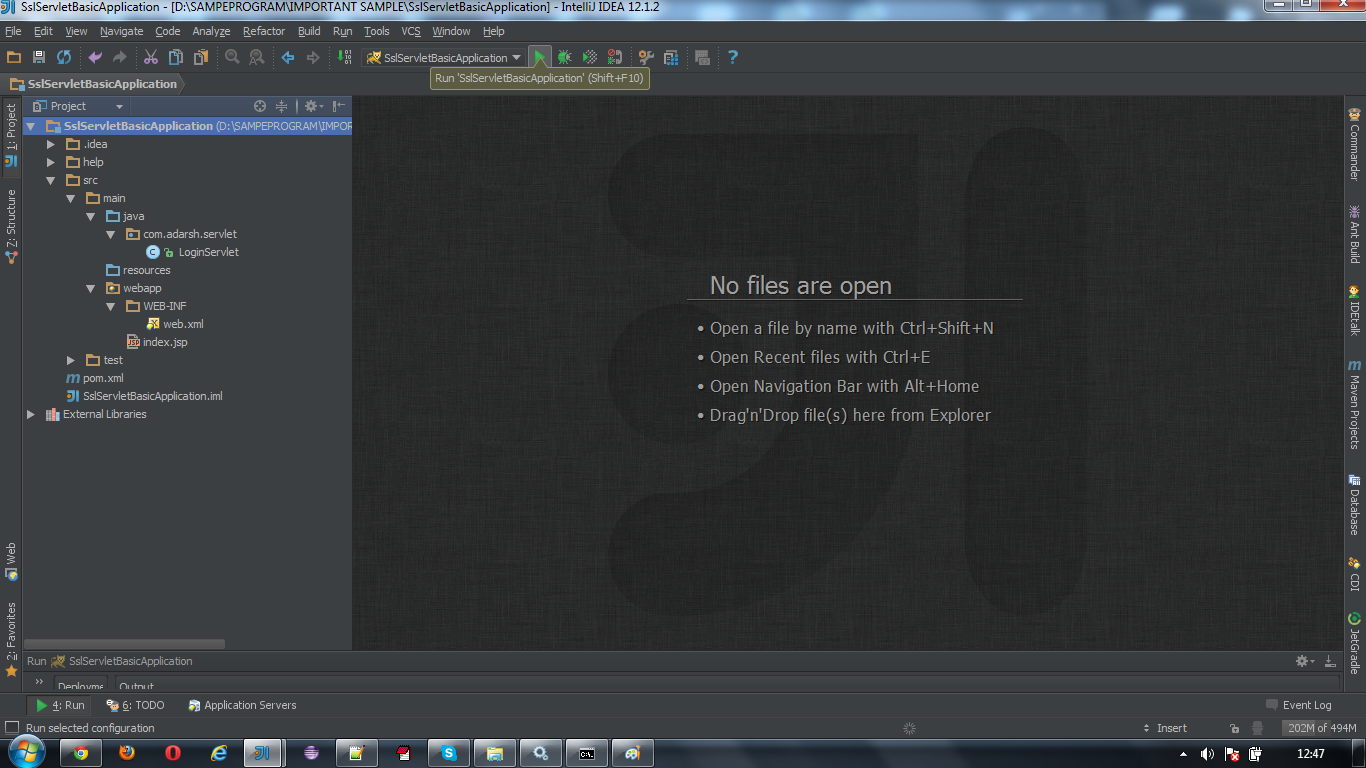 SslServletBasicApplication - [D:\SAMPEPROGRAM\IMPORTANT SAMPLE\SslServletBasicApplication] - IntelliJ IDEA 12.1.2
File Edit View Navigate Code Analyze Refactor Build Run Tools VCS Window Help
SslServletBasicApplication
Run 'SslServletBasicApplication' (Shift+F10)
SslServletBasicApplication
Project
SslServletBasicApplication (D:\SAMPEPROGRAM\IMPOR
.idea
help
src
main
java
com.adarsh.servlet
LoginServlet
resources
webapp
WEB-INF
web.xml
index.jsp
test
pom.xml
SslServletBasicApplication.iml
External Libraries
1: Project
Z: Structure
Web
2: Favorites
No files are open
• Open a file by name with Ctrl+Shift+N
• Open Recent files with Ctrl+E
• Open Navigation Bar with Alt+Home
• Drag'n'Drop file(s) here from Explorer
Commander
Ant Build
IDEtalk
Maven Projects
Database
CDI
JetGradle
Run SslServletBasicApplication
Deployme Output
4: Run 6: TODO Application Servers Event Log
Run selected configuration Insert 202M of 494M
12:47